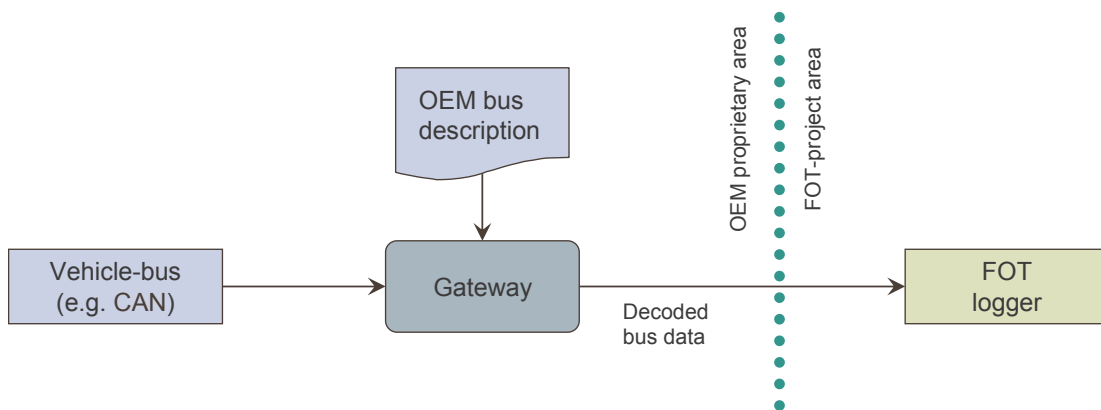 OEM bus
description
OEM proprietary area
FOT-project area
Vehicle-bus
(e.g. CAN)
Gateway
Decoded
bus data
FOT
logger